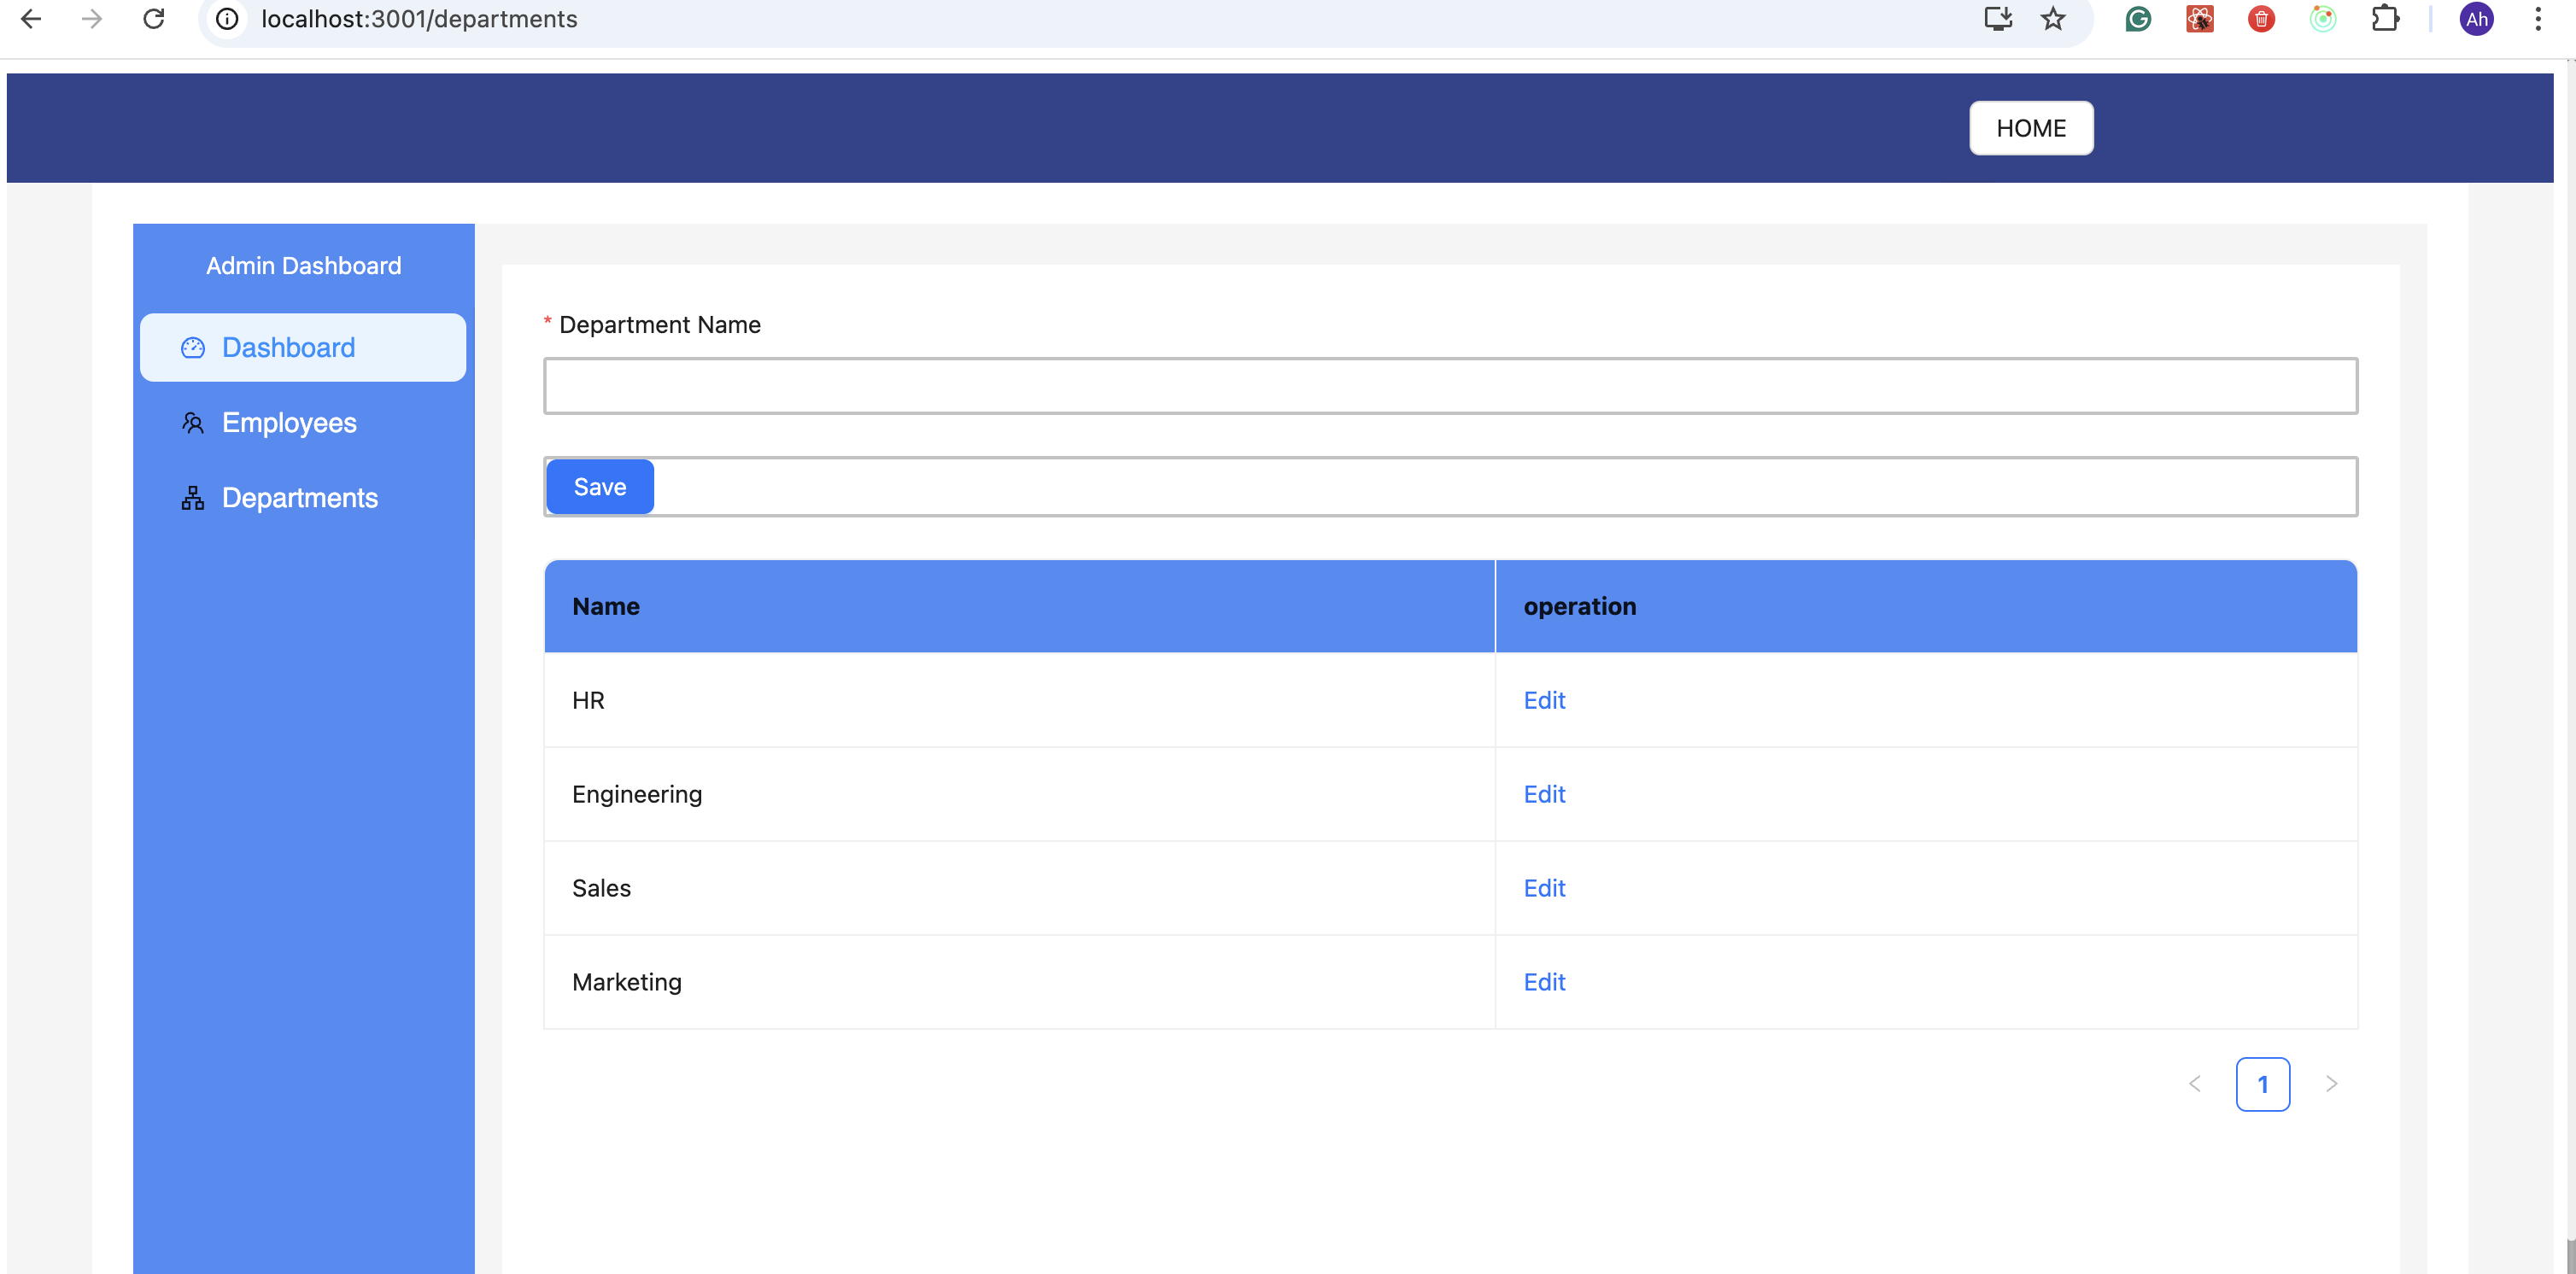 localhost:3001/departments
Ah
HOME
Admin Dashboard
Dashboard
Employees
Departments
* Department Name
Save
Name operation
HR Edit
Engineering Edit
Sales Edit
Marketing Edit
< 1 >